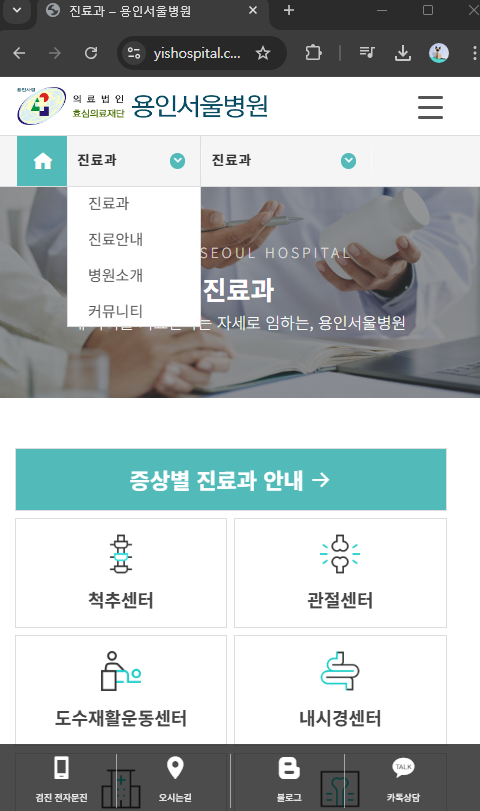 진료과 – 용인서울병원
yishospital.c...
용인시랑
의 료 법 인
효심의료재단
용인서울병원
진료과
진료과
진료과
진료안내
병원소개
커뮤니티
SEOUL HOSPITAL
진료과
자세로 임하는, 용인서울병원
증상별 진료과 안내 →
척추센터
관절센터
도수재활운동센터
내시경센터
검진 전자문진
오시는길
블로그
TALK
카톡상담